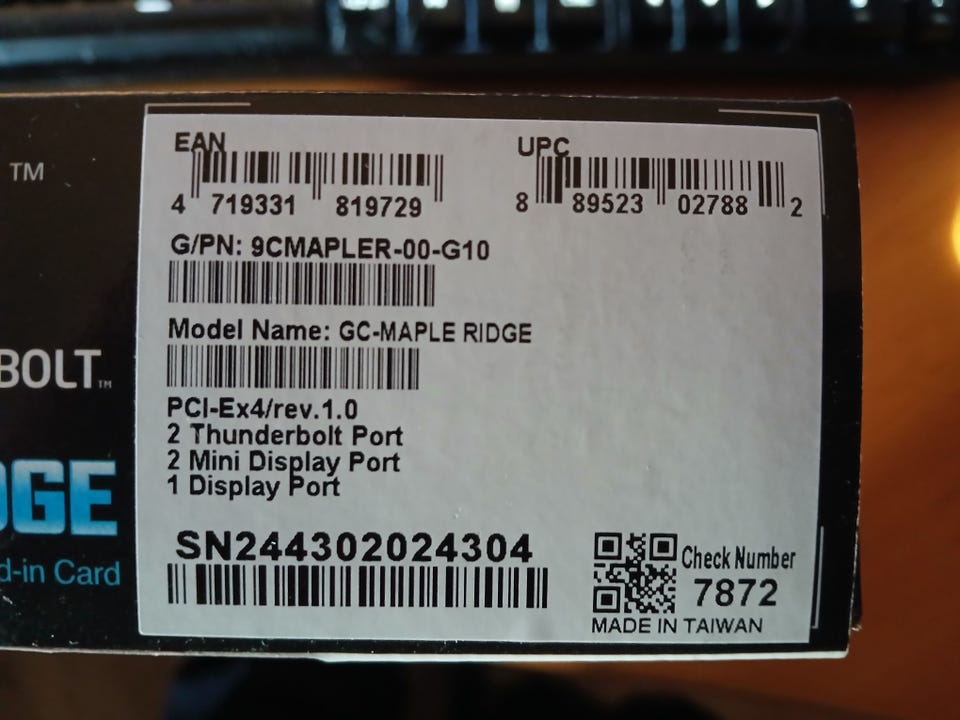 TM
BOLT™
DGE
d-in Card
EAN
4 719331 819729
UPC
8 89523 02788 2
G/PN: 9CMAPLER-00-G10
Model Name: GC-MAPLE RIDGE
PCI-Ex4/rev.1.0
2 Thunderbolt Port
2 Mini Display Port
1 Display Port
SN244302024304
Check Number
7872
MADE IN TAIWAN